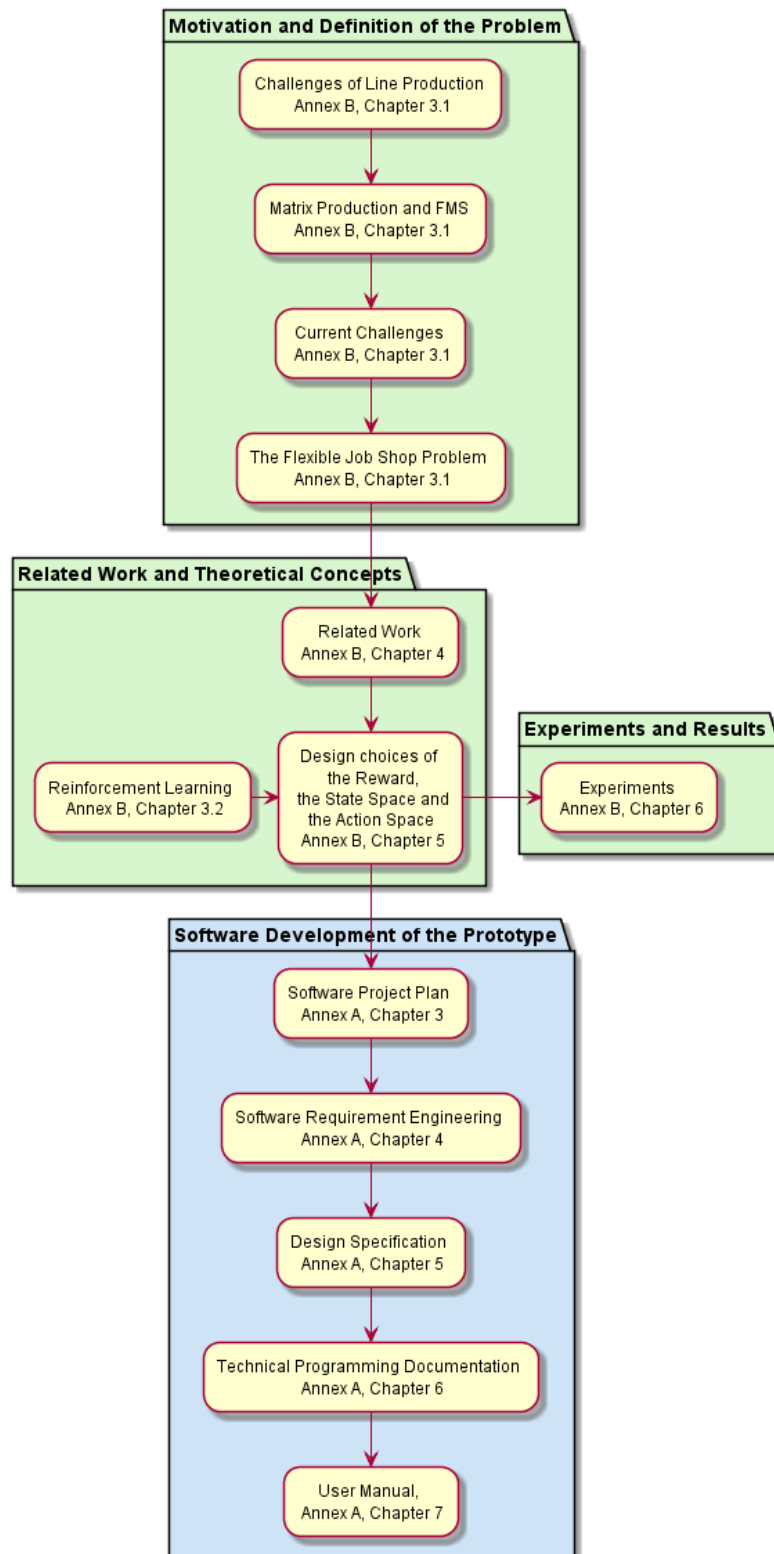 Motivation and Definition of the Problem
Challenges of Line Production
Annex B, Chapter 3.1
Matrix Production and FMS
Annex B, Chapter 3.1
Current Challenges
Annex B, Chapter 3.1
The Flexible Job Shop Problem
Annex B, Chapter 3.1
Related Work and Theoretical Concepts
Related Work
Annex B, Chapter 4
Reinforcement Learning
Annex B, Chapter 3.2
Design choices of
the Reward,
the State Space and
the Action Space
Annex B, Chapter 5
Experiments and Results
Experiments
Annex B, Chapter 6
Software Development of the Prototype
Software Project Plan
Annex A, Chapter 3
Software Requirement Engineering
Annex A, Chapter 4
Design Specification
Annex A, Chapter 5
Technical Programming Documentation
Annex A, Chapter 6
User Manual,
Annex A, Chapter 7